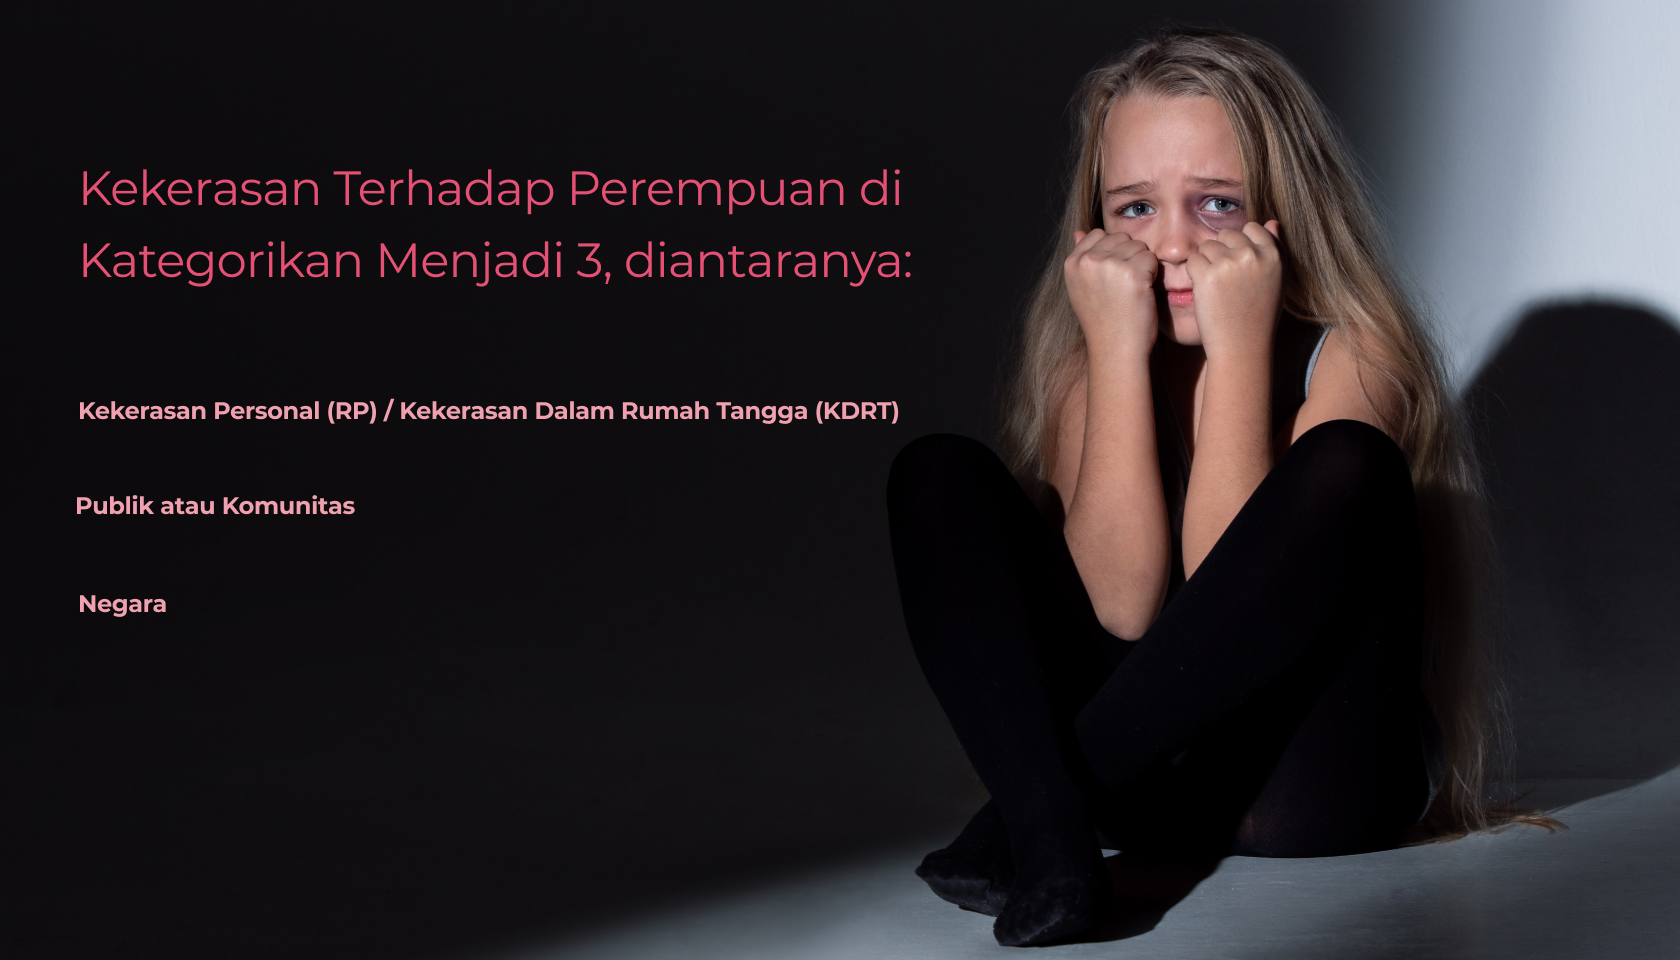 Kekerasan Terhadap Perempuan di
Kategorikan Menjadi 3, diantaranya:
Kekerasan Personal (RP) / Kekerasan Dalam Rumah Tangga (KDRT)
Publik atau Komunitas
Negara